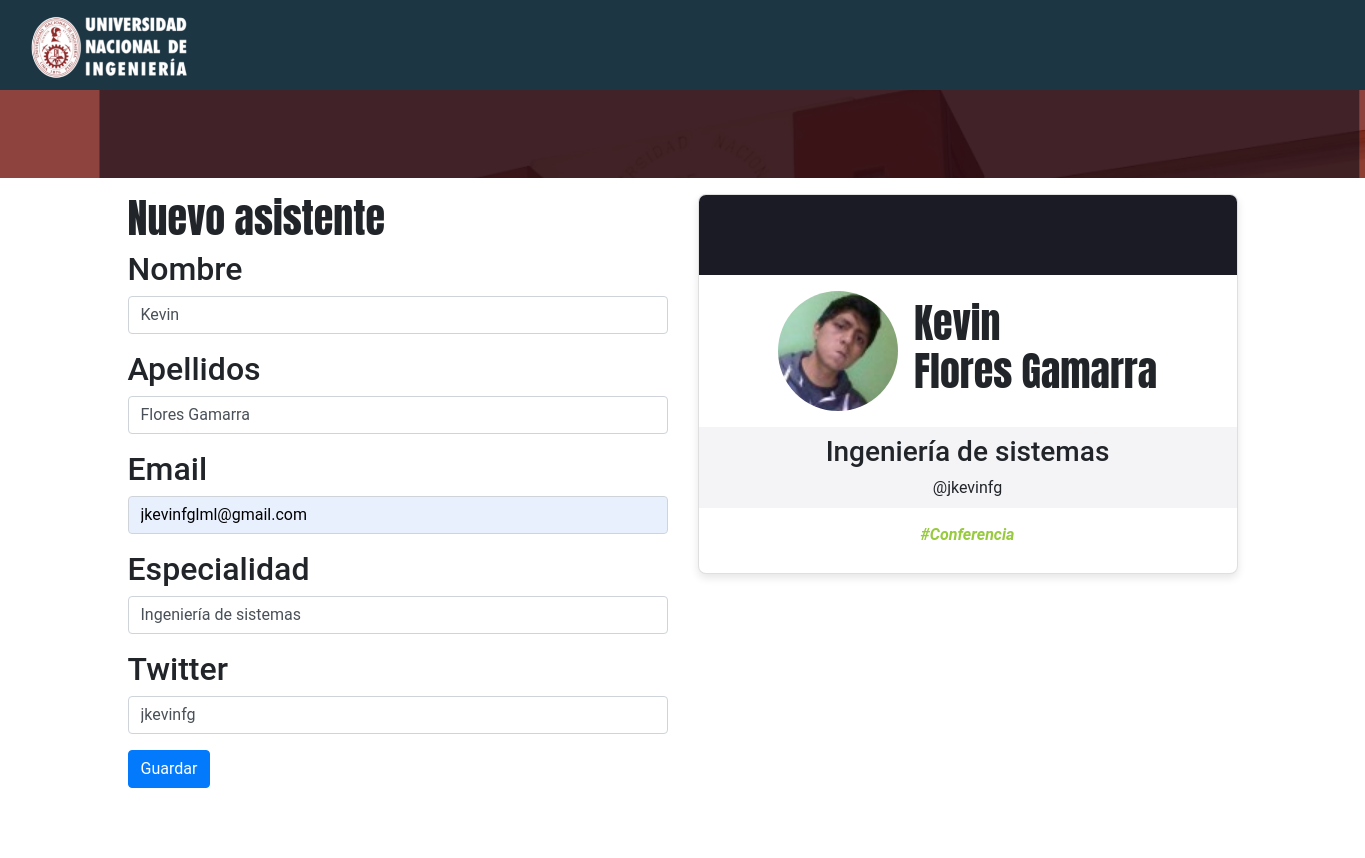 UNIVERSIDAD
NACIONAL DE
INGENIERÍA
Nuevo asistente
Nombre
Kevin
Apellidos
Flores Gamarra
Email
jkevinfglml@gmail.com
Especialidad
Ingeniería de sistemas
Twitter
jkevinfg
Guardar
Kevin
Flores Gamarra
Ingeniería de sistemas
@jkevinfg
#Conferencia